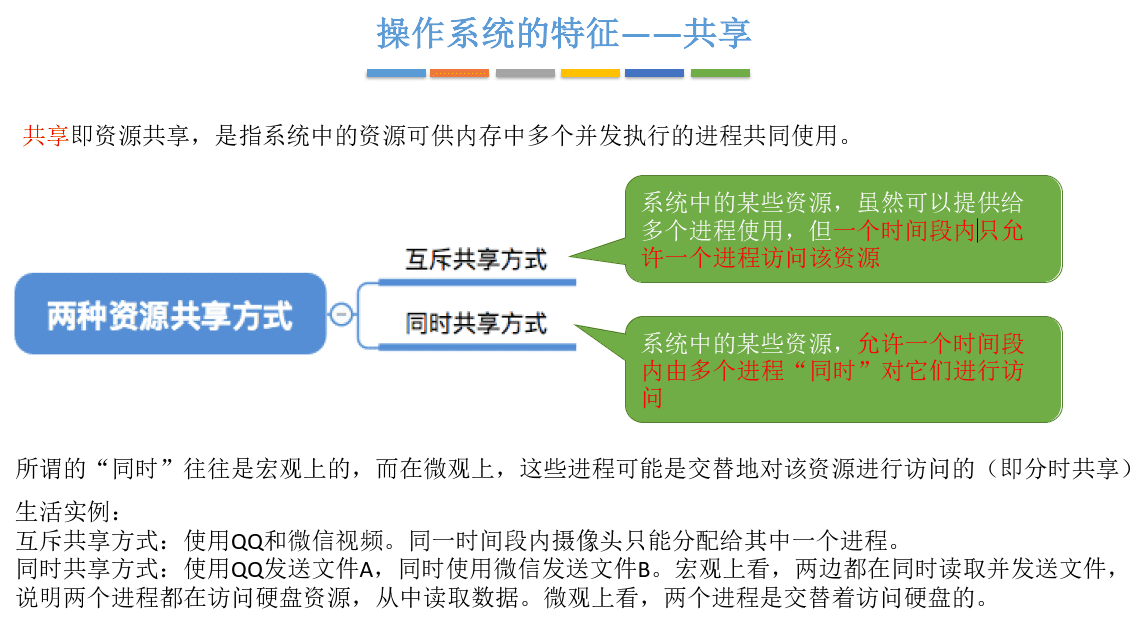 操作系统的特征——共享
共享即资源共享，是指系统中的资源可供内存中多个并发执行的进程共同使用。
两种资源共享方式
互斥共享方式
系统中的某些资源，虽然可以提供给
多个进程使用，但一个时间段内只允
许一个进程访问该资源
同时共享方式
系统中的某些资源，允许一个时间段
内由多个进程“同时”对它们进行访
问
所谓的“同时”往往是宏观上的，而在微观上，这些进程可能是交替地对该资源进行访问的（即分时共享）
生活实例：
互斥共享方式：使用QQ和微信视频。同一时间段内摄像头只能分配给其中一个进程。
同时共享方式：使用QQ发送文件A，同时使用微信发送文件B。宏观上看，两边都在同时读取并发送文件，
说明两个进程都在访问硬盘资源，从中读取数据。微观上看，两个进程是交替着访问硬盘的。